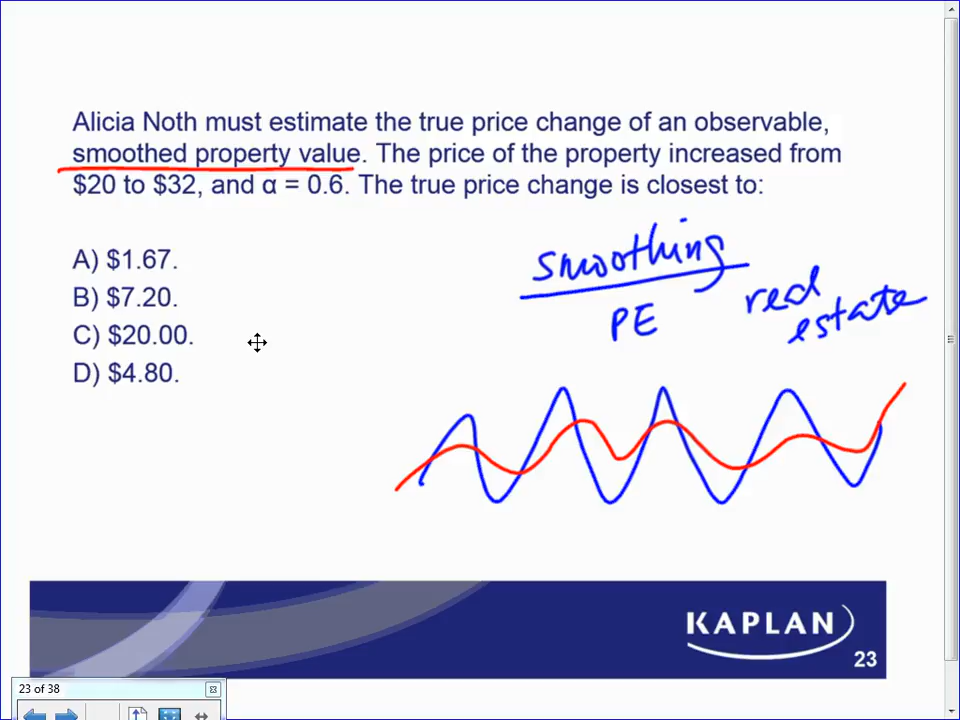 Alicia Noth must estimate the true price change of an observable,
smoothed property value. The price of the property increased from
$20 to $32, and α = 0.6. The true price change is closest to:
A) $1.67.
B) $7.20.
C) $20.00.
D) $4.80.
smoothing
PE
real
estate
KAPLAN
23
23 of 38